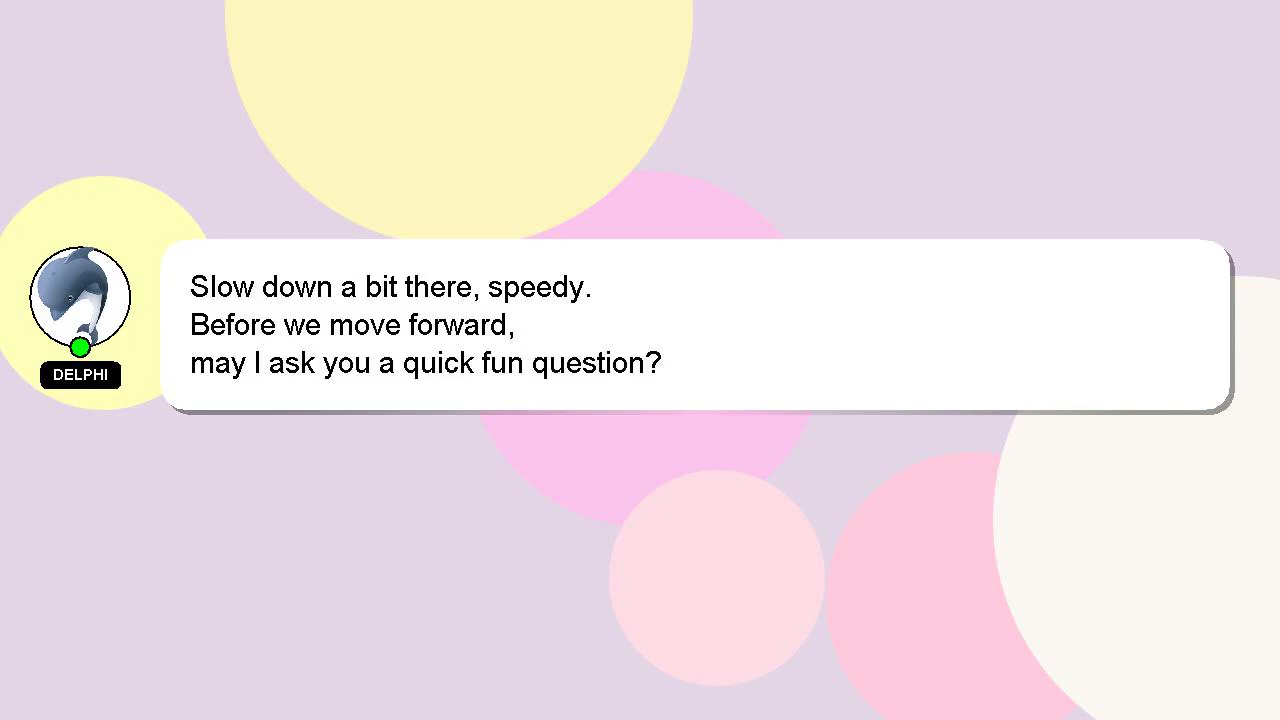 Slow down a bit there, speedy.
Before we move forward,
may I ask you a quick fun question?
DELPHI